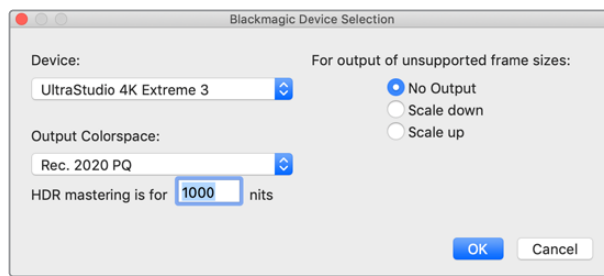 Blackmagic Device Selection
Device:
UltraStudio 4K Extreme 3
Output Colorspace:
Rec. 2020 PQ
HDR mastering is for 1000 nits
For output of unsupported frame sizes:
No Output
Scale down
Scale up
OK Cancel